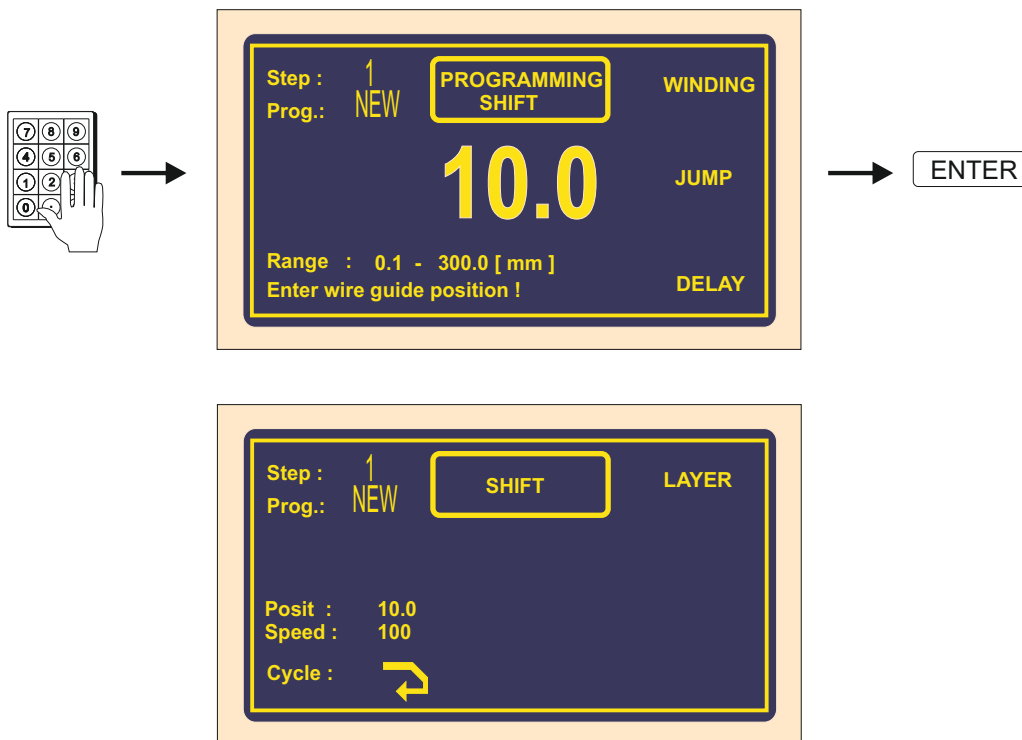 Step : 1 PROGRAMMING WINDING
Prog.: NEW SHIFT
7 8 9
4 5 6
1 2
0 .
10.0 JUMP
ENTER
Range : 0.1 - 300.0 [ mm ]
Enter wire guide position ! DELAY
Step : 1 SHIFT LAYER
Prog.: NEW
Posit : 10.0
Speed : 100
Cycle :